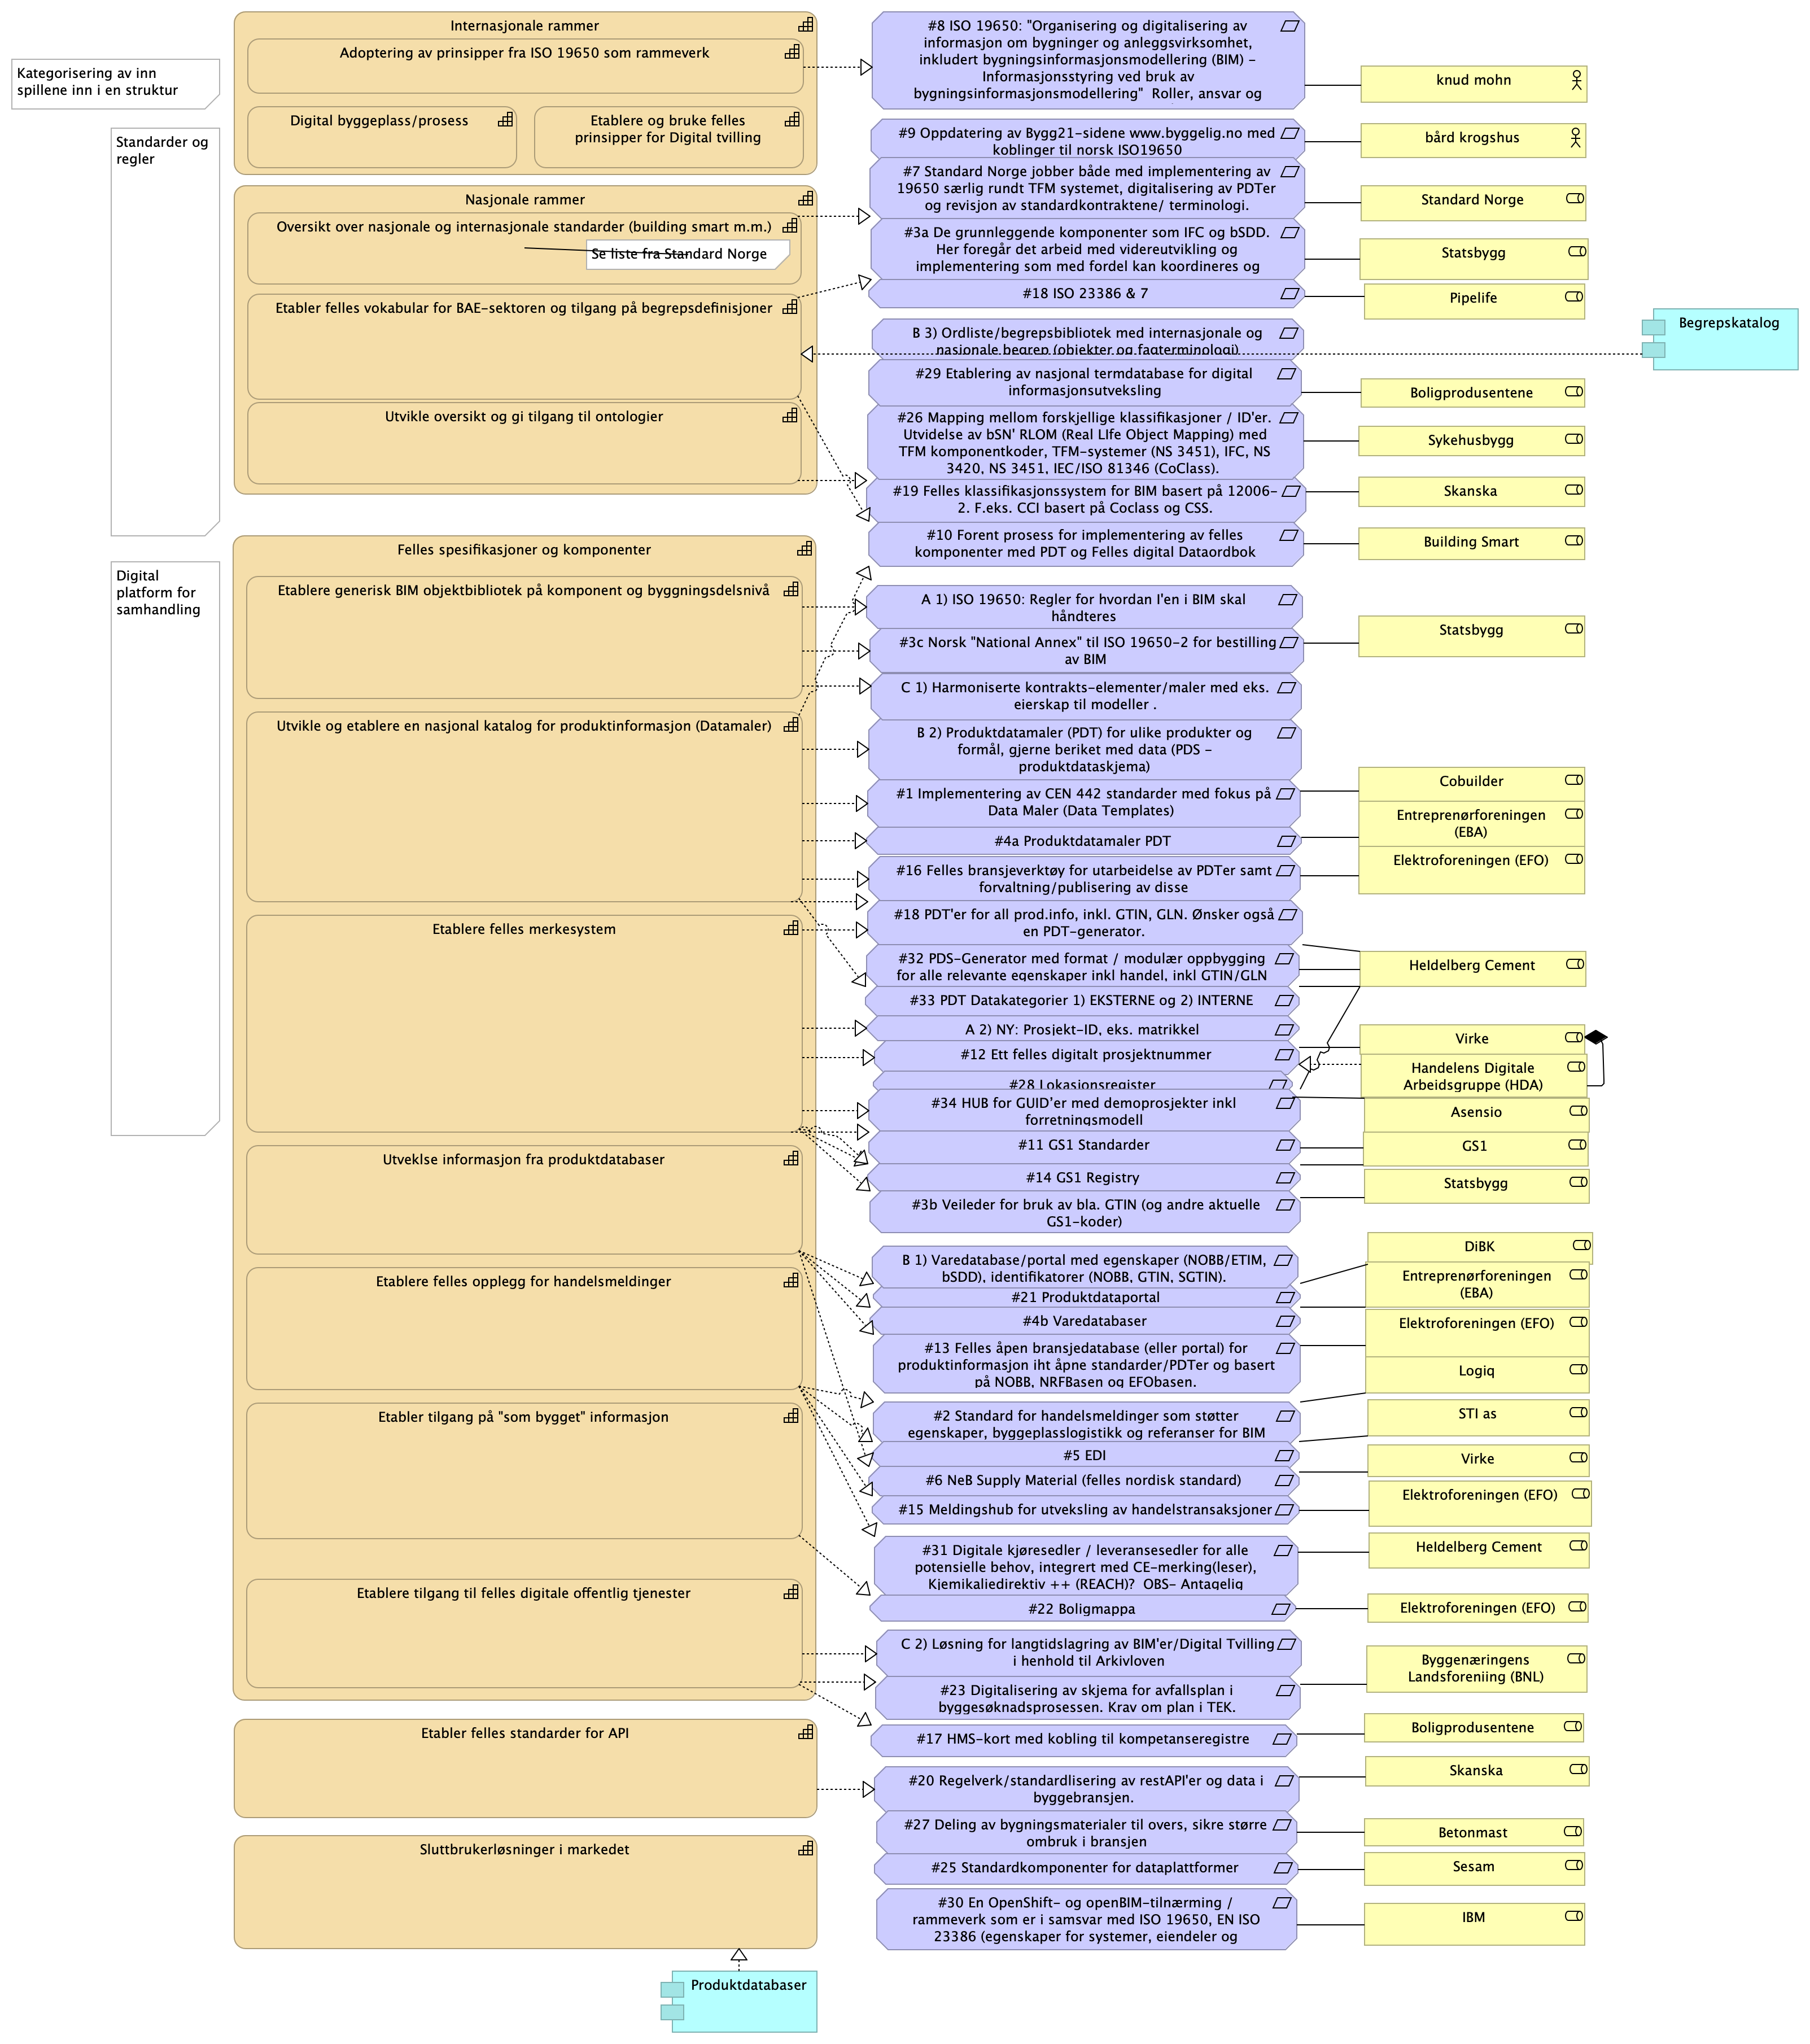 Kategorisering av inn
spillene inn i en struktur
Standarder og
regler
Digital
platform for
samhandling
Internasjonale rammer
Adoptering av prinsipper fra ISO 19650 som rammeverk
Digital byggeplass/prosess
Etablere og bruke felles
prinsipper for Digital tvilling
Nasjonale rammer
Oversikt over nasjonale og internasjonale standarder (building smart m.m.)
Se liste fra Standard Norge
Etabler felles vokabular for BAE-sektoren og tilgang på begrepsdefinisjoner
Utvikle oversikt og gi tilgang til ontologier
Felles spesifikasjoner og komponenter
Etablere generisk BIM objektbibliotek på komponent og byggningsdelsnivå
Utvikle og etablere en nasjonal katalog for produktinformasjon (Datamaler)
Etablere felles merkesystem
Utveklse informasjon fra produktdatabaser
Etablere felles opplegg for handelsmeldinger
Etabler tilgang på "som bygget" informasjon
Etablere tilgang til felles digitale offentlig tjenester
Etabler felles standarder for API
Sluttbrukerløsninger i markedet
Produktdatabaser
#8 ISO 19650: "Organisering og digitalisering av
informasjon om bygninger og anleggsvirksomhet,
inkludert bygningsinformasjonsmodellering (BIM) -
Informasjonsstyring ved bruk av
bygningsinformasjonsmodellering"  Roller, ansvar og
#9 Oppdatering av Bygg21-sidene www.byggelig.no med
koblinger til norsk ISO19650
#7 Standard Norge jobber både med implementering av
19650 særlig rundt TFM systemet, digitalisering av PDTer
og revisjon av standardkontraktene/ terminologi.
#3a De grunnleggende komponenter som IFC og bSDD.
Her foregår det arbeid med videreutvikling og
implementering som med fordel kan koordineres og
#18 ISO 23386 & 7
B 3) Ordliste/begrepsbibliotek med internasjonale og
nasjonale begrep (objekter og fagterminologi)
#29 Etablering av nasjonal termdatabase for digital
informasjonsutveksling
#26 Mapping mellom forskjellige klassifikasjoner / ID'er.
Utvidelse av bSN' RLOM (Real LIfe Object Mapping) med
TFM komponentkoder, TFM-systemer (NS 3451), IFC, NS
3420, NS 3451, IEC/ISO 81346 (CoClass).
#19 Felles klassifikasjonssystem for BIM basert på 12006-
2. F.eks. CCI basert på Coclass og CSS.
#10 Forent prosess for implementering av felles
komponenter med PDT og Felles digital Dataordbok
A 1) ISO 19650: Regler for hvordan I'en i BIM skal
håndteres
#3c Norsk "National Annex" til ISO 19650-2 for bestilling
av BIM
C 1) Harmoniserte kontrakts-elementer/maler med eks.
eierskap til modeller .
B 2) Produktdatamaler (PDT) for ulike produkter og
formål, gjerne beriket med data (PDS -
produktdataskjema)
#1 Implementering av CEN 442 standarder med fokus på
Data Maler (Data Templates)
#4a Produktdatamaler PDT
#16 Felles bransjeverktøy for utarbeidelse av PDTer samt
forvaltning/publisering av disse
#18 PDT'er for all prod.info, inkl. GTIN, GLN. Ønsker også
en PDT-generator.
#32 PDS-Generator med format / modulær oppbygging
for alle relevante egenskaper inkl handel, inkl GTIN/GLN
#33 PDT Datakategorier 1) EKSTERNE og 2) INTERNE
A 2) NY: Prosjekt-ID, eks. matrikkel
#12 Ett felles digitalt prosjektnummer
#28 Lokasjonsregister
#34 HUB for GUID'er med demoprosjekter inkl
forretningsmodell
#11 GS1 Standarder
#14 GS1 Registry
#3b Veileder for bruk av bla. GTIN (og andre aktuelle
GS1-koder)
B 1) Varedatabase/portal med egenskaper (NOBB/ETIM,
bSDD), identifikatorer (NOBB, GTIN, SGTIN).
#21 Produktdataportal
#4b Varedatabaser
#13 Felles åpen bransjedatabase (eller portal) for
produktinformasjon iht åpne standarder/PDTer og basert
på NOBB, NRFBasen og EFObasen.
#2 Standard for handelsmeldinger som støtter
egenskaper, byggeplasslogistikk og referanser for BIM
#5 EDI
#6 NeB Supply Material (felles nordisk standard)
#15 Meldingshub for utveksling av handelstransaksjoner
#31 Digitale kjøresedler / leveransesedler for alle
potensielle behov, integrert med CE-merking(leser),
Kjemikaliedirektiv ++ (REACH)?  OBS- Antagelig
#22 Boligmappa
C 2) Løsning for langtidslagring av BIM'er/Digital Tvilling
i henhold til Arkivloven
#23 Digitalisering av skjema for avfallsplan i
byggesøknadsprosessen. Krav om plan i TEK.
#17 HMS-kort med kobling til kompetanseregistre
#20 Regelverk/standardlisering av restAPI'er og data i
byggebransjen.
#27 Deling av bygningsmaterialer til overs, sikre større
ombruk i bransjen
#25 Standardkomponenter for dataplattformer
#30 En OpenShift- og openBIM-tilnærming /
rammeverk som er i samsvar med ISO 19650, EN ISO
23386 (egenskaper for systemer, eiendeler og
knud mohn
bård krogshus
Standard Norge
Statsbygg
Pipelife
Begrepskatalog
Boligprodusentene
Sykehusbygg
Skanska
Building Smart
Statsbygg
Cobuilder
Entreprenørforeningen
(EBA)
Elektroforeningen (EFO)
Heldelberg Cement
Virke
Handelens Digitale
Arbeidsgruppe (HDA)
Asensio
GS1
Statsbygg
DiBK
Entreprenørforeningen
(EBA)
Elektroforeningen (EFO)
Logiq
STI as
Virke
Elektroforeningen (EFO)
Heldelberg Cement
Elektroforeningen (EFO)
Byggenæringens
Landsforeniing (BNL)
Boligprodusentene
Skanska
Betonmast
Sesam
IBM